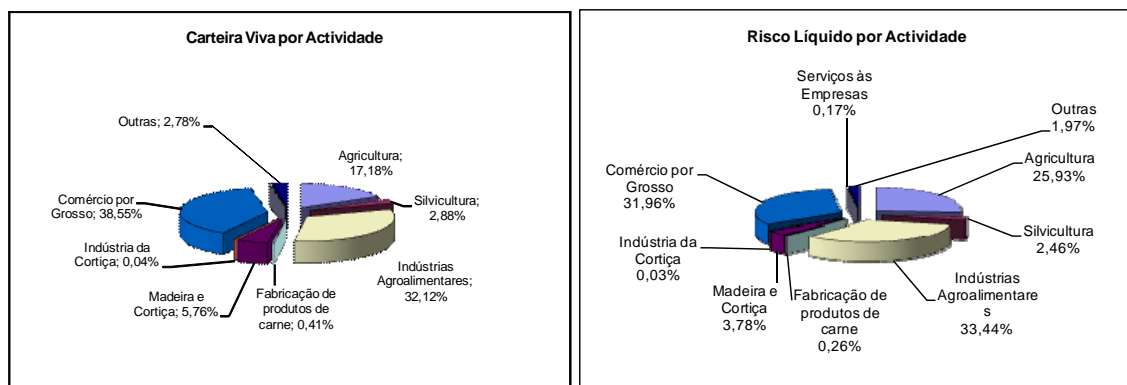 Carteira Viva por Actividade
Outras; 2,78%
Agricultura;
17,18%
Silvicultura;
2,88%
Indústrias
Agroalimentares;
32,12%
Fabricação de
produtos de
carne; 0,41%
Madeira e
Cortiça; 5,76%
Indústria da
Cortiça; 0,04%
Comércio por
Grosso; 38,55%
Risco Líquido por Actividade
Serviços às
Empresas
0,17%
Outras
1,97%
Agricultura
25,93%
Silvicultura
2,46%
Indústrias
Agroalimentare
s
33,44%
Fabricação de
produtos de
carne
0,26%
Madeira e
Cortiça
3,78%
Indústria da
Cortiça
0,03%
Comércio por
Grosso
31,96%